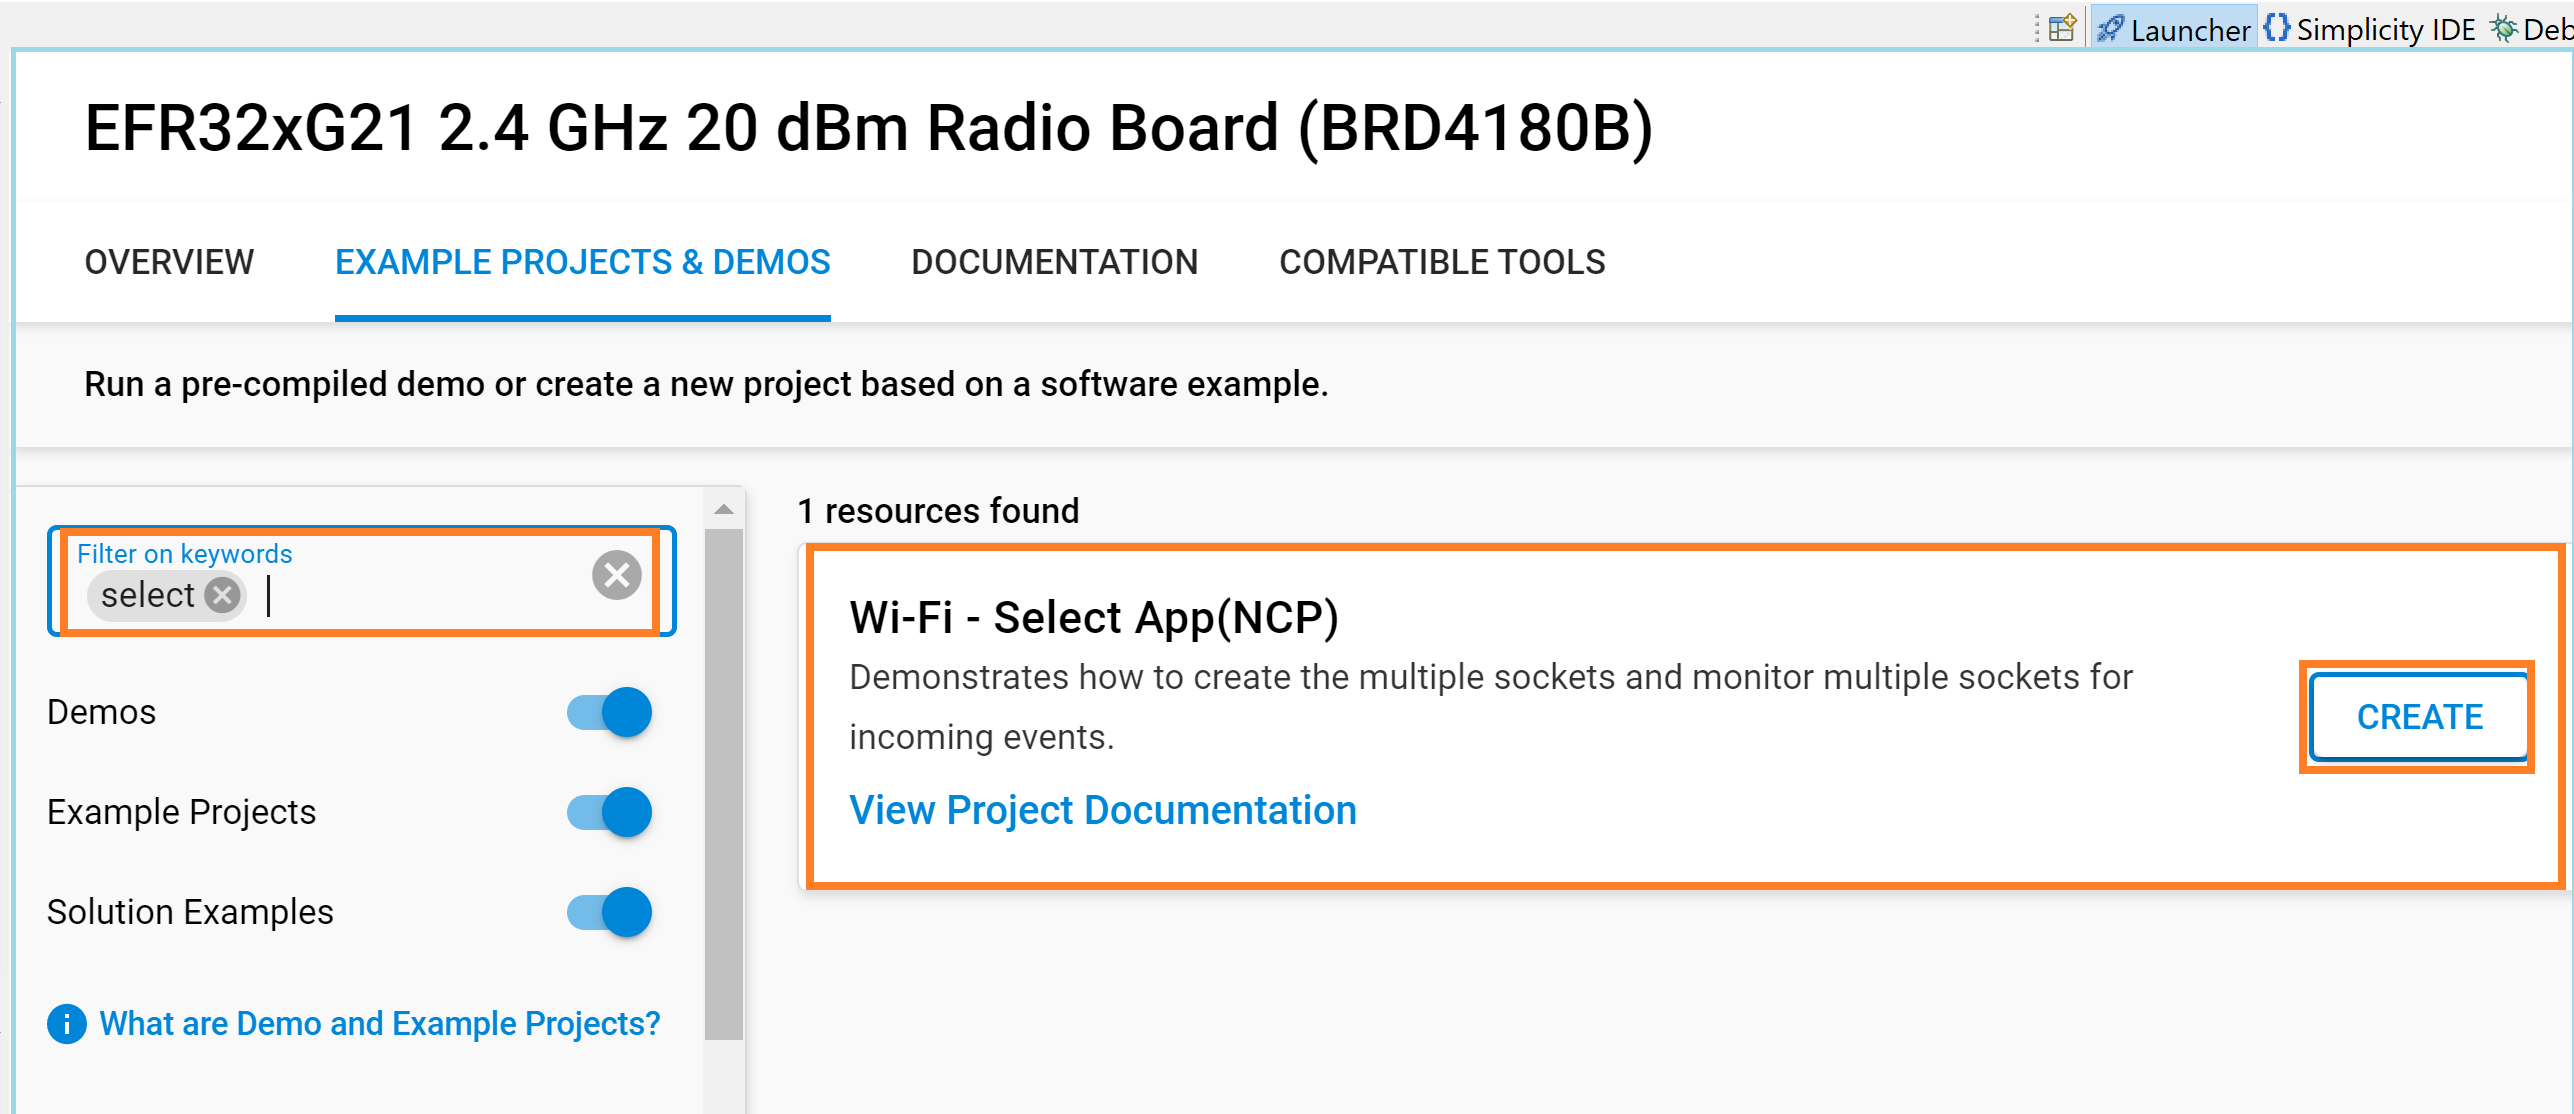 Launcher Simplicity IDE Deb
EFR32xG21 2.4 GHz 20 dBm Radio Board (BRD4180B)
OVERVIEW EXAMPLE PROJECTS & DEMOS DOCUMENTATION COMPATIBLE TOOLS
Run a pre-compiled demo or create a new project based on a software example.
Filter on keywords
select
Demos
Example Projects
Solution Examples
What are Demo and Example Projects?
1 resources found
Wi-Fi - Select App(NCP)
Demonstrates how to create the multiple sockets and monitor multiple sockets for
incoming events.
View Project Documentation
CREATE